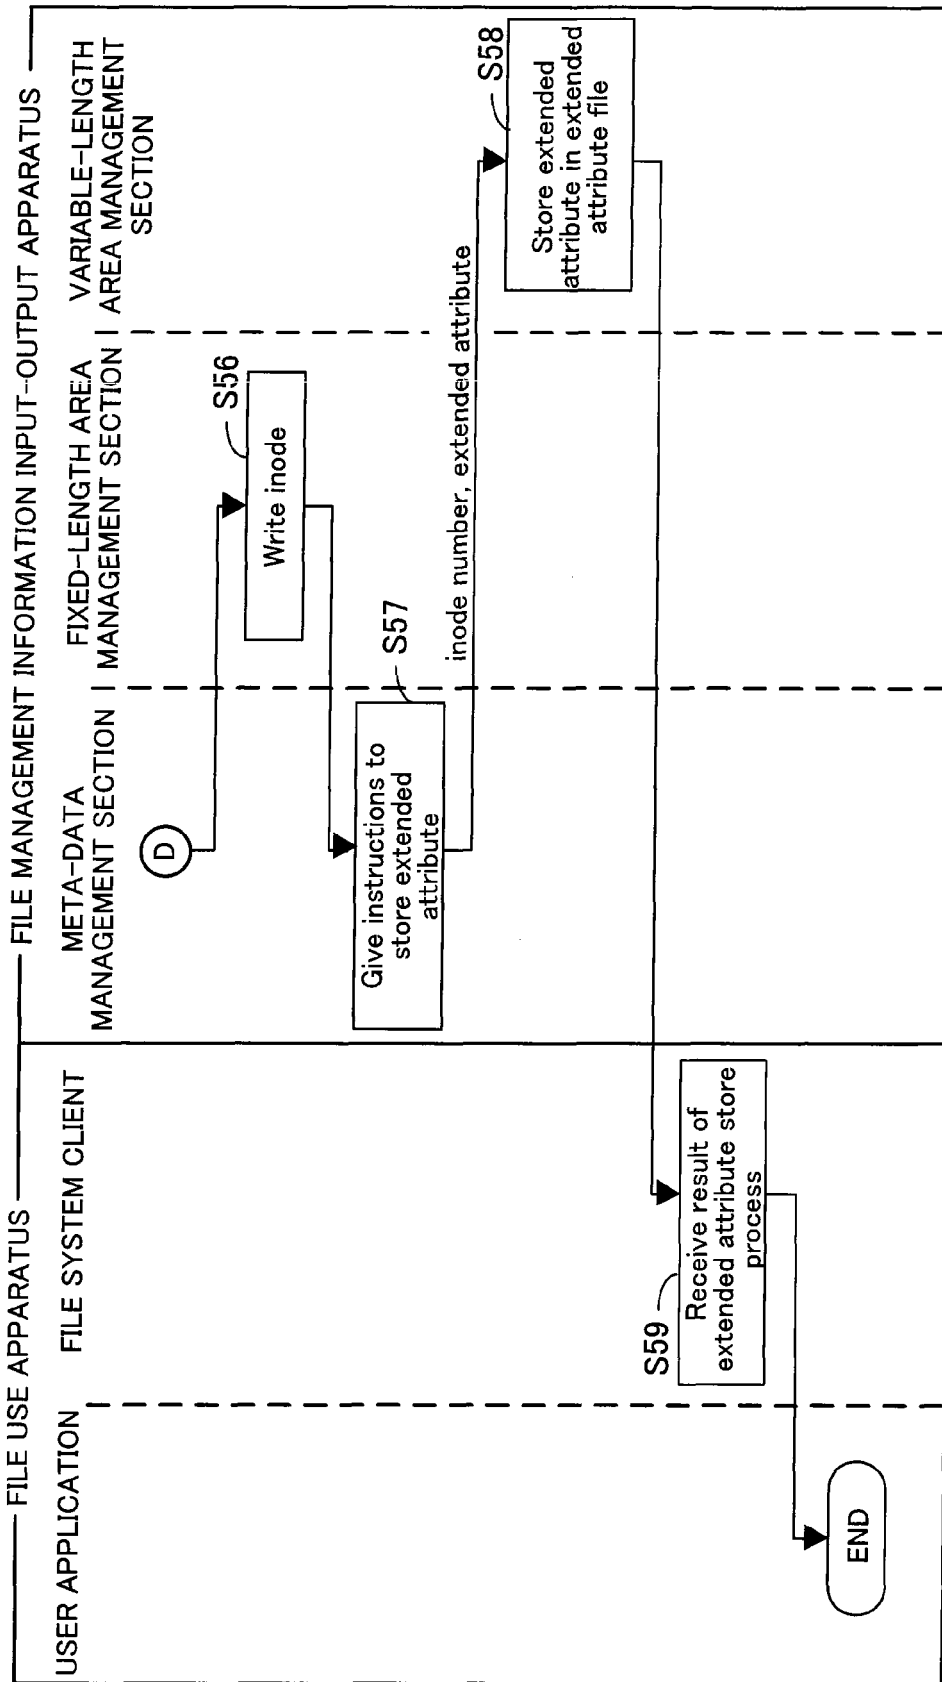 FILE USE APPARATUS
FILE MANAGEMENT INFORMATION INPUT-OUTPUT APPARATUS
USER APPLICATION
FILE SYSTEM CLIENT
META-DATA
MANAGEMENT SECTION
FIXED-LENGTH AREA
MANAGEMENT SECTION
VARIABLE-LENGTH
AREA MANAGEMENT
SECTION
D
S56
Write inode
S57
Give instructions to
store extended
attribute
inode number, extended attribute
S58
Store extended
attribute in extended
attribute file
S59
Receive result of
extended attribute store
process
END